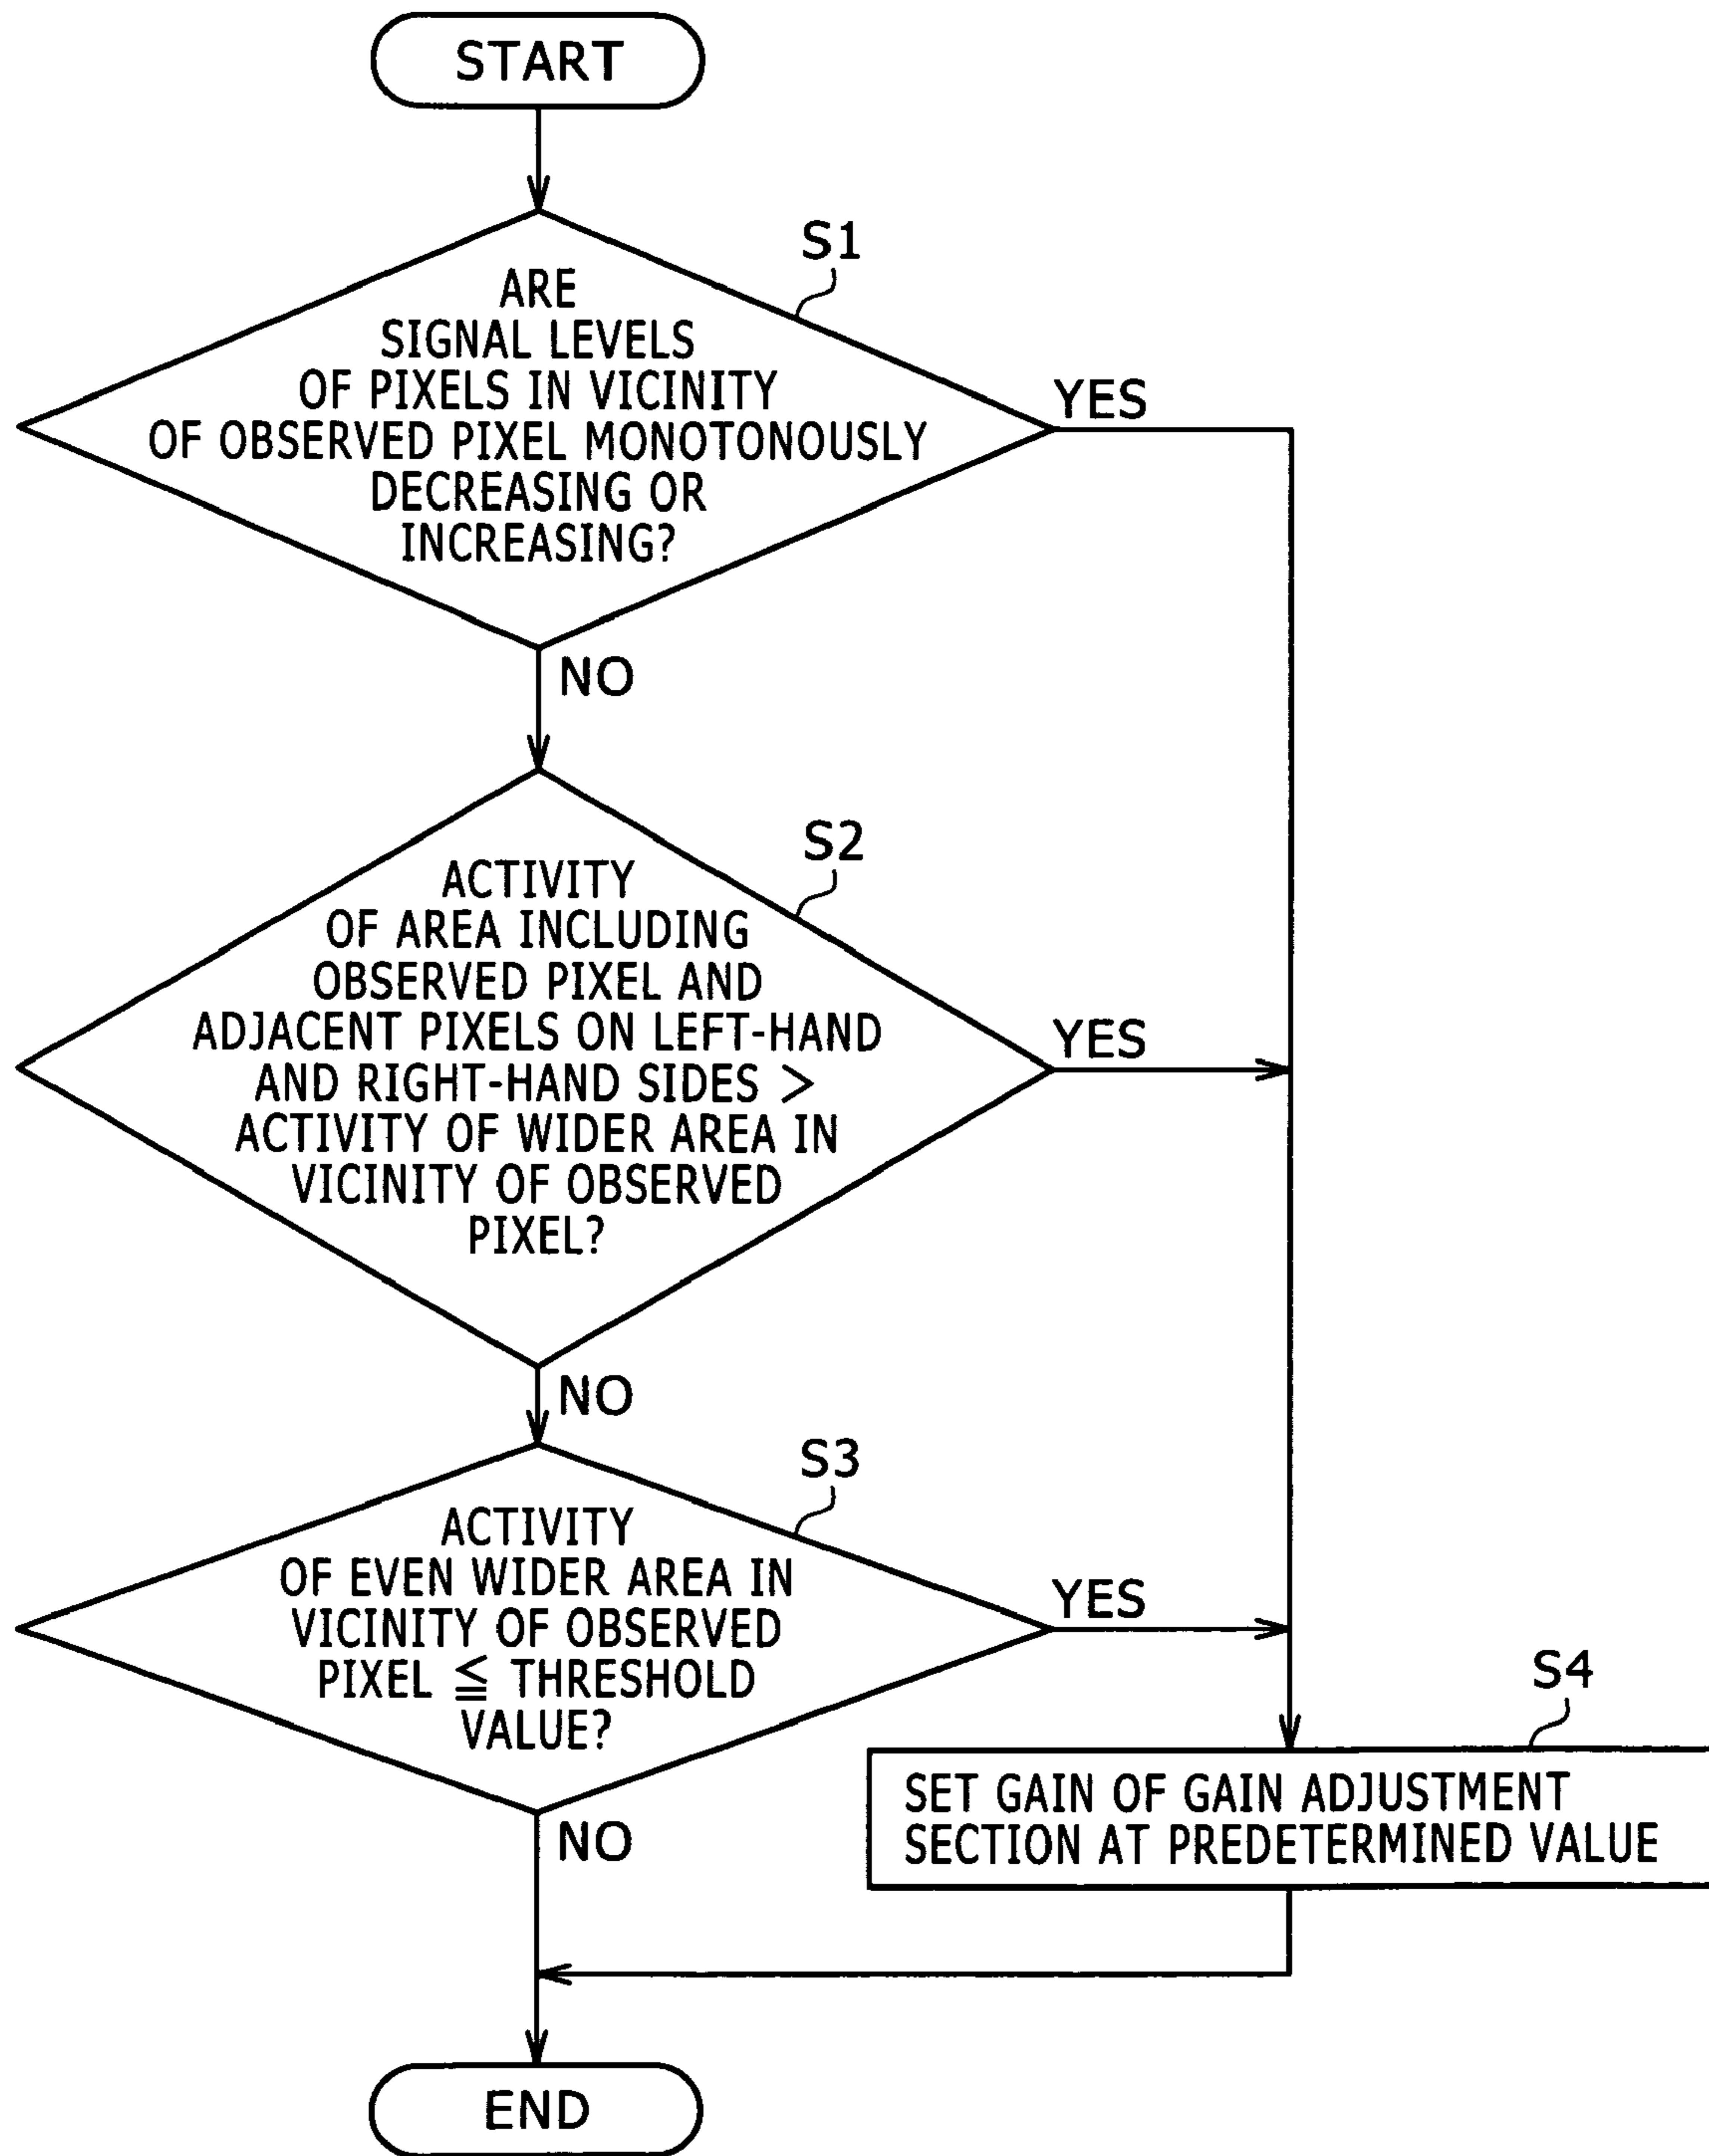 START
S1
ARE
SIGNAL LEVELS
OF PIXELS IN VICINITY
OF OBSERVED PIXEL MONOTONOUSLY
DECREASING OR
INCREASING?
YES
NO
S2
ACTIVITY
OF AREA INCLUDING
OBSERVED PIXEL AND
ADJACENT PIXELS ON LEFT-HAND
AND RIGHT-HAND SIDES >
ACTIVITY OF WIDER AREA IN
VICINITY OF OBSERVED
PIXEL?
YES
NO
S3
ACTIVITY
OF EVEN WIDER AREA IN
VICINITY OF OBSERVED
PIXEL ≦ THRESHOLD
VALUE?
YES
NO
S4
SET GAIN OF GAIN ADJUSTMENT
SECTION AT PREDETERMINED VALUE
END